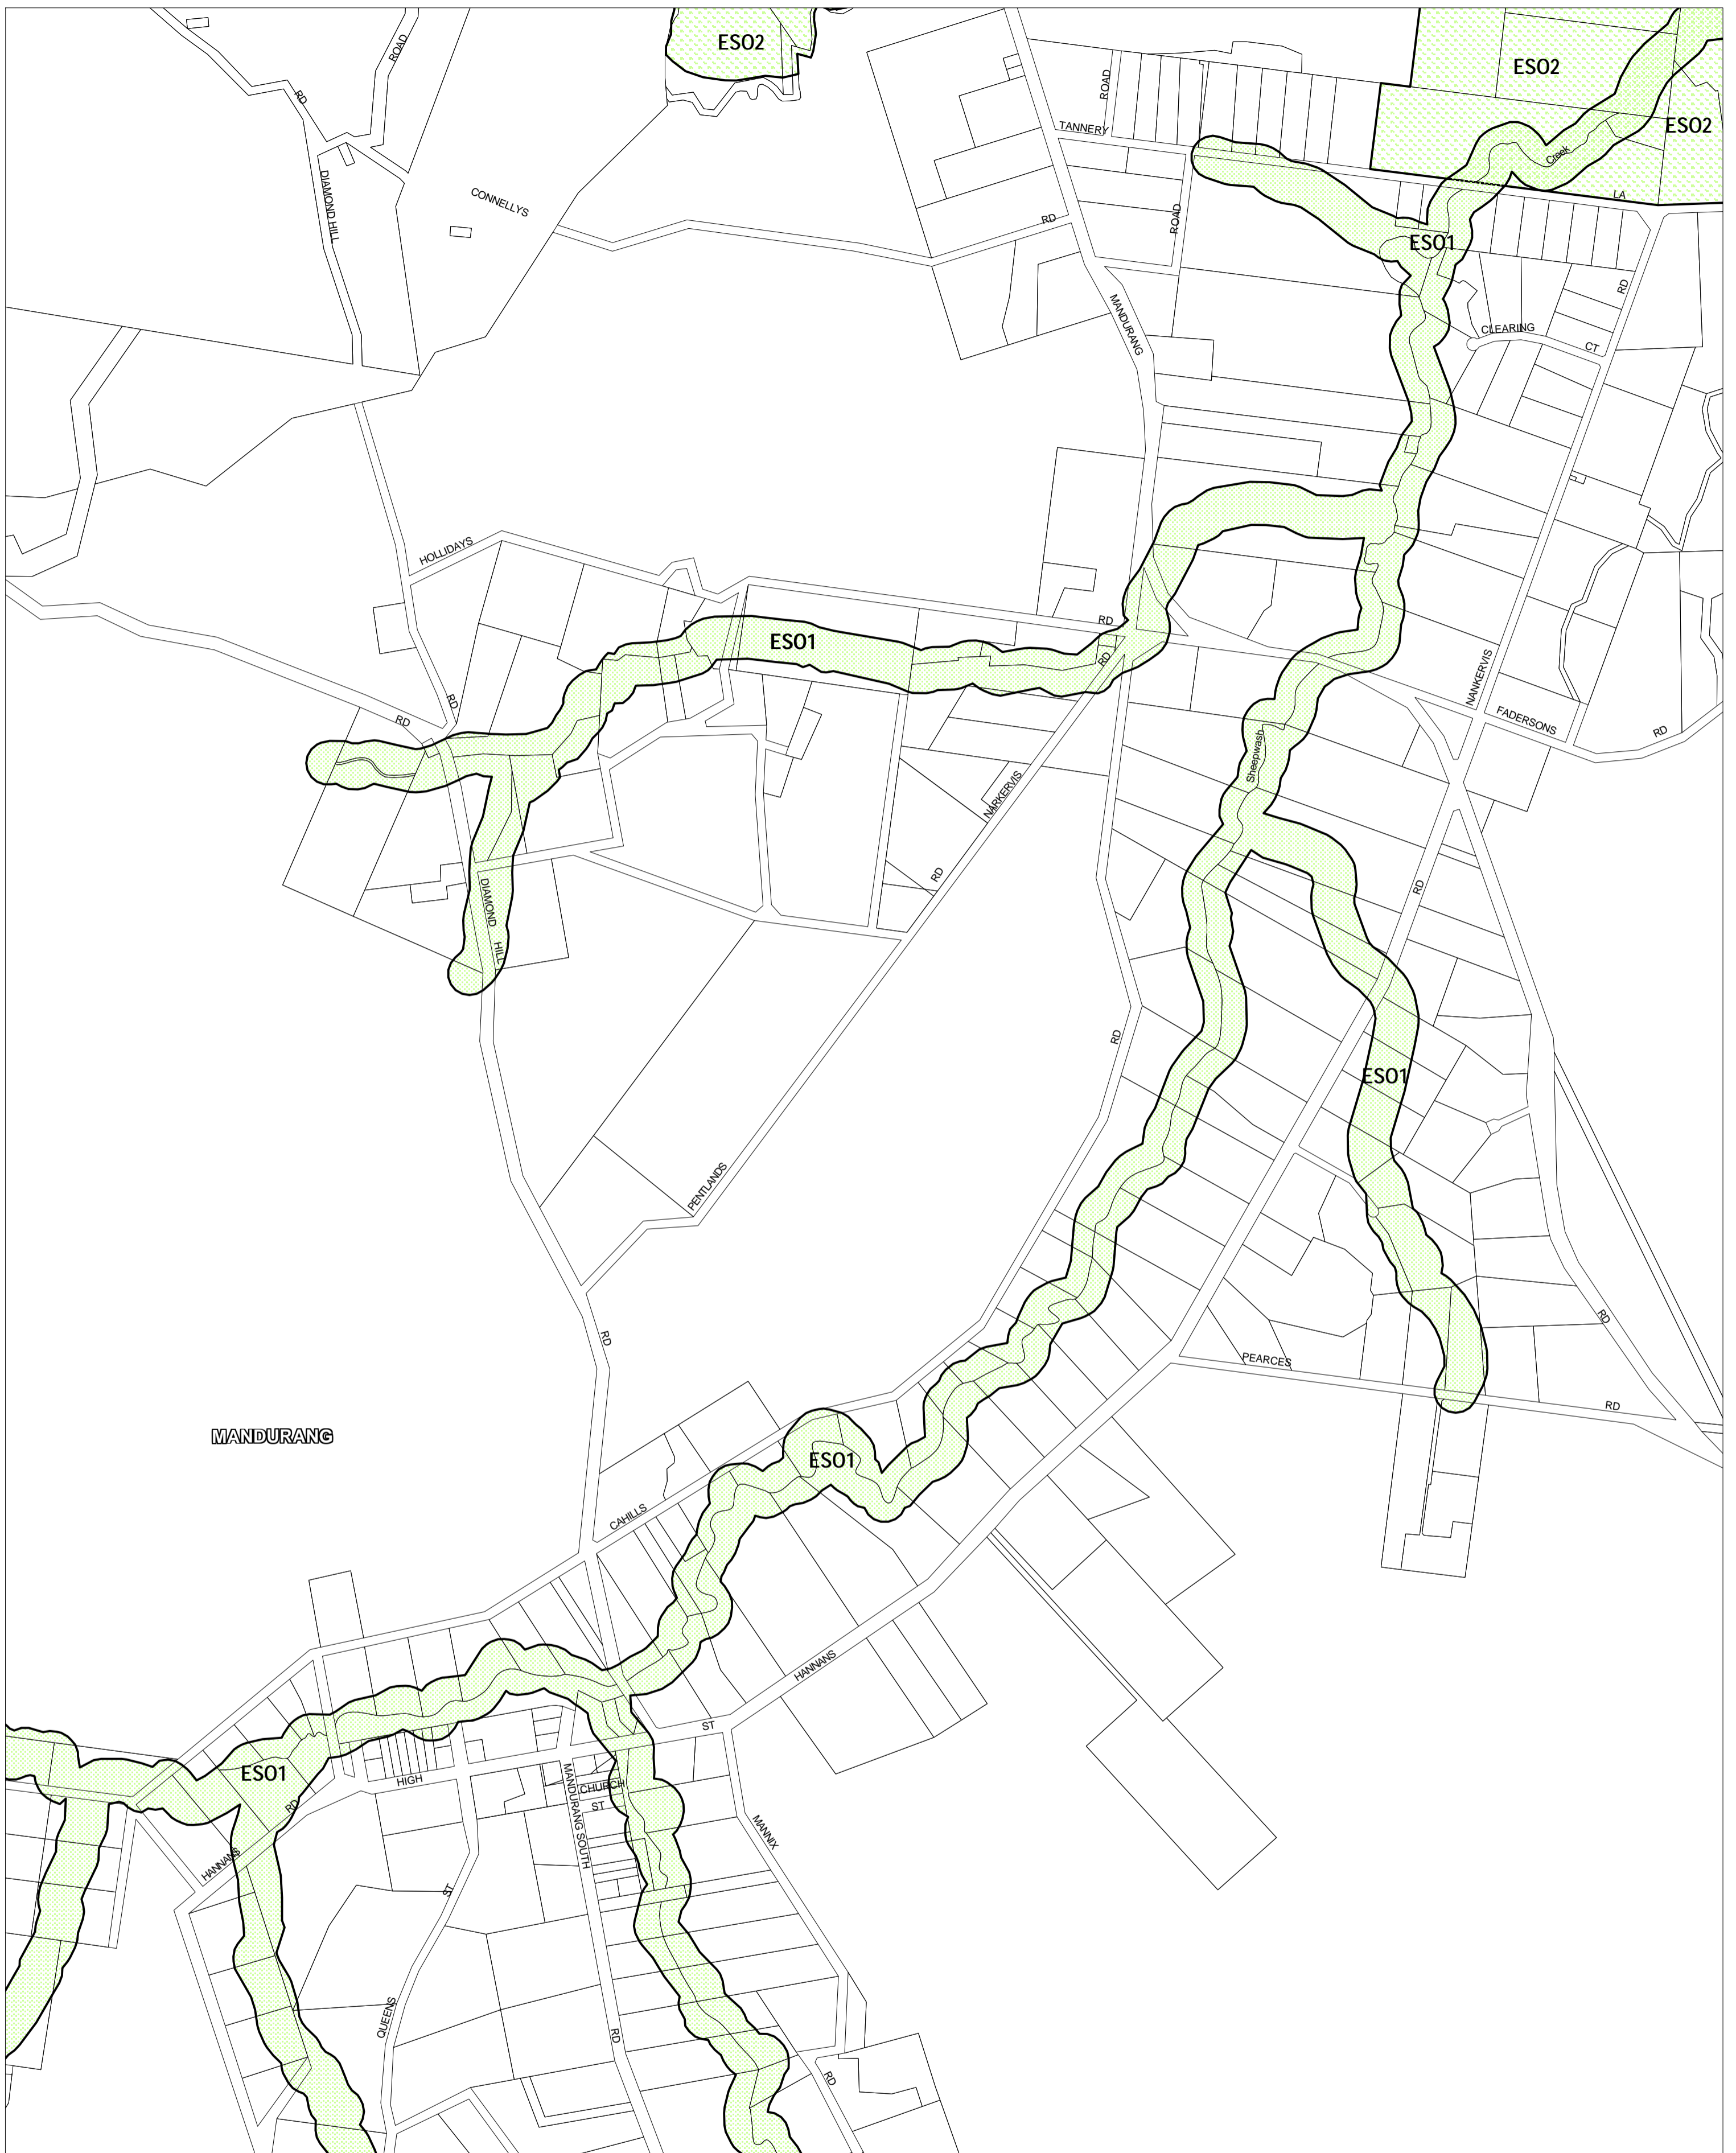 ESO2
ROAD
RD
ESO2
ROAD
TANNERY
ESO2
Creek
DIAMOND HILL
CONNELLYS
LA
RD
ROAD
ESO1
RD
MANDURANG
CLEARING
CT
HOLLIDAYS
RD
ESO1
RD
NANKERVIS
RD
RD
FADERSONS
RD
Sheepwash
NARKERVIS
RD
RD
DIAMOND HILL
RD
ESO1
PENTLANDS
RD
RD
PEARCES
RD
MANDURANG
ESO1
CAHILLS
HANNANS
ST
ESO1
HIGH
CHURCH
ST
RD
MANDURANG SOUTH
MANNIX
HANNANS
ST
QUEENS
RD
RD